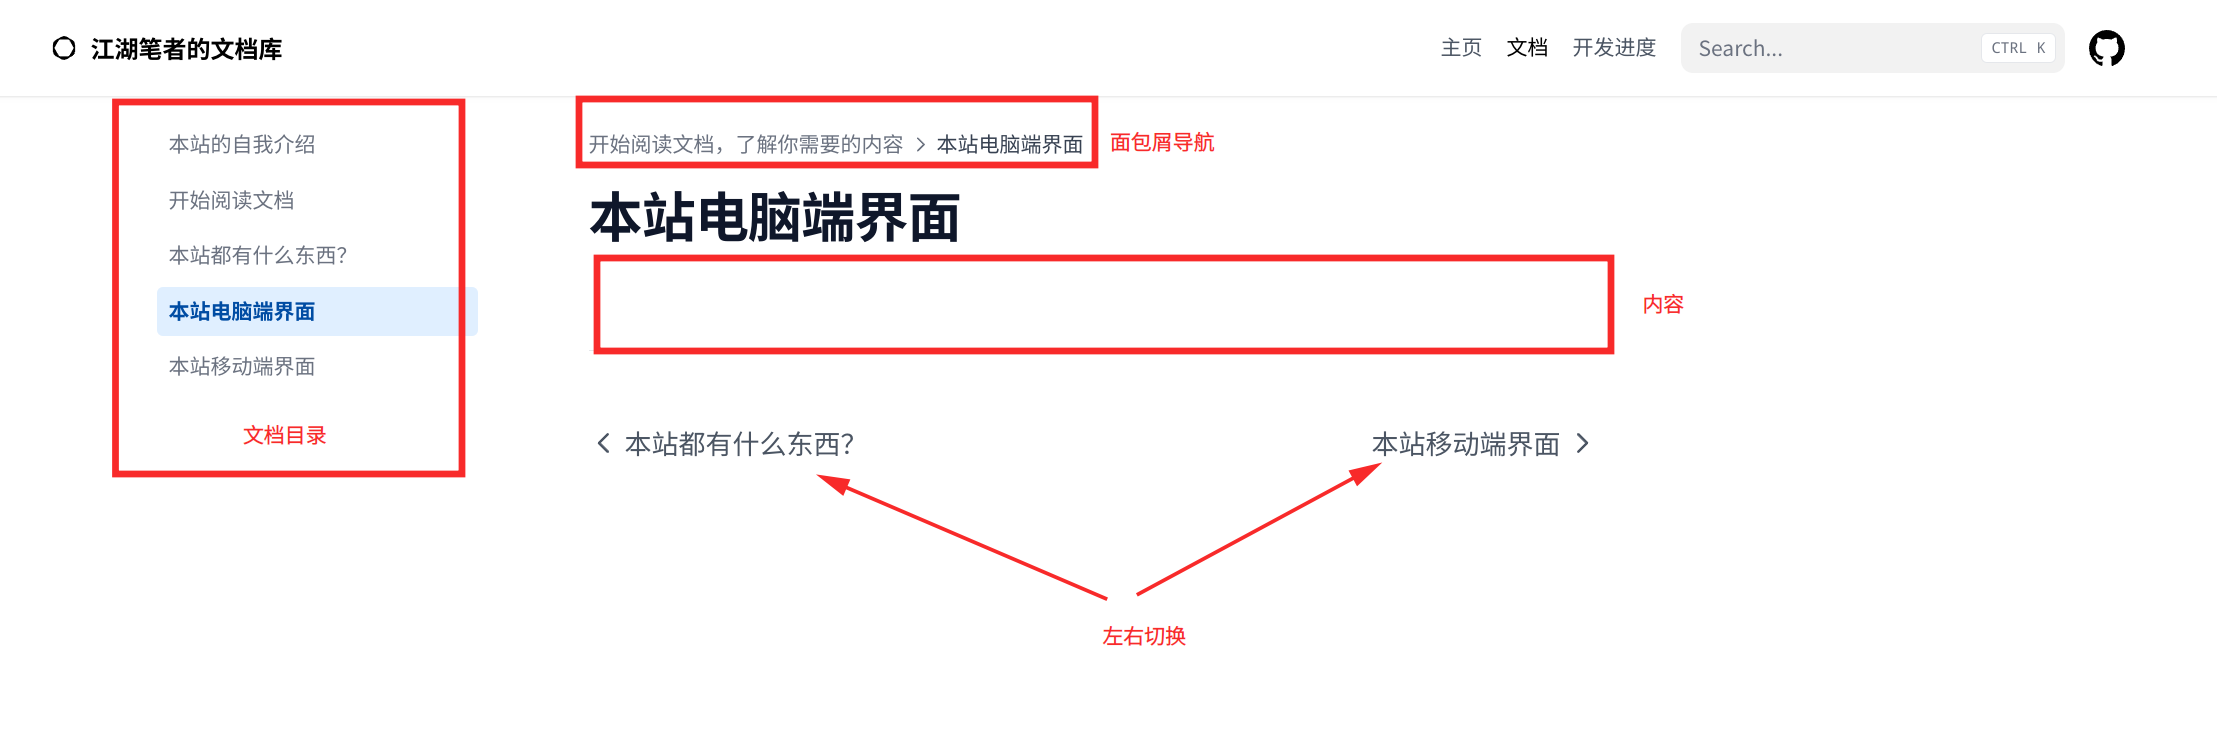 江湖笔者的文档库
主页 文档 开发进度 Search... CTRL K
本站的自我介绍
开始阅读文档
本站都有什么东西？
本站电脑端界面
本站移动端界面
文档目录
开始阅读文档，了解你需要的内容 > 本站电脑端界面 面包屑导航
本站电脑端界面
内容
本站都有什么东西？
本站移动端界面
左右切换